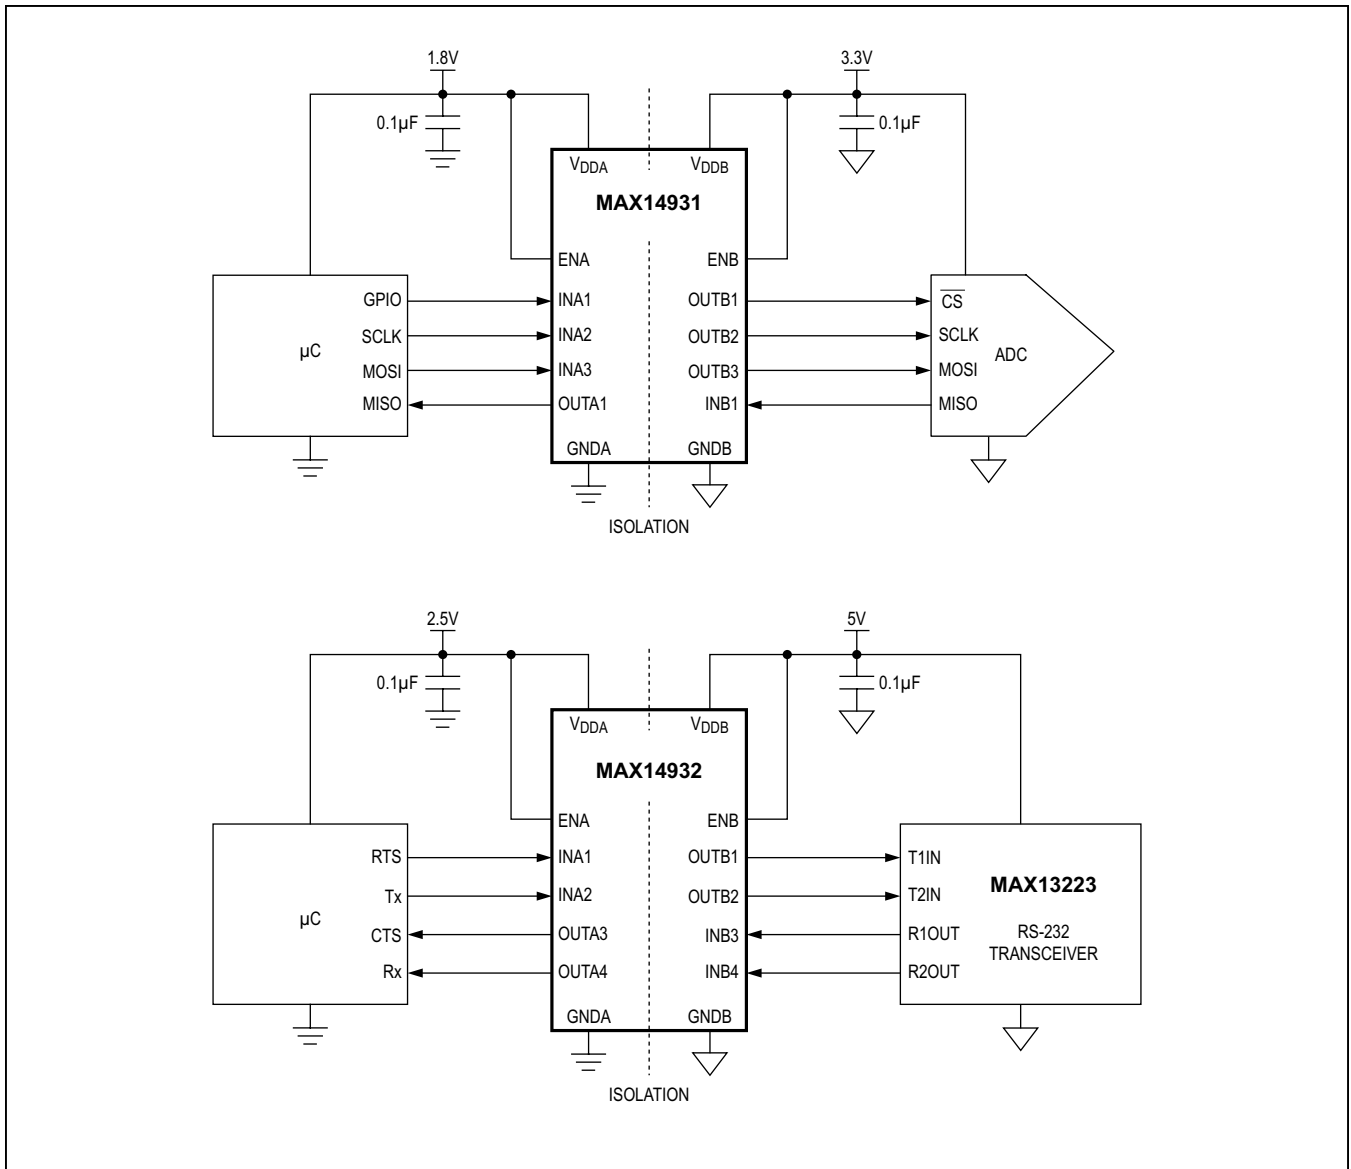 1.8V
3.3V
0.1µF
0.1µF
VDDA
VDDB
MAX14931
ENA
ENB
GPIO
INA1
OUTB1
C̅S̅
µC
SCLK
INA2
OUTB2
SCLK
ADC
MOSI
INA3
OUTB3
MOSI
MISO
OUTA1
INB1
MISO
GNDA
GNDB
ISOLATION
2.5V
5V
0.1µF
0.1µF
VDDA
VDDB
MAX14932
ENA
ENB
RTS
INA1
OUTB1
T1IN
MAX13223
µC
Tx
INA2
OUTB2
T2IN
CTS
OUTA3
INB3
R1OUT
RS-232
TRANSCEIVER
Rx
OUTA4
INB4
R2OUT
GNDA
GNDB
ISOLATION